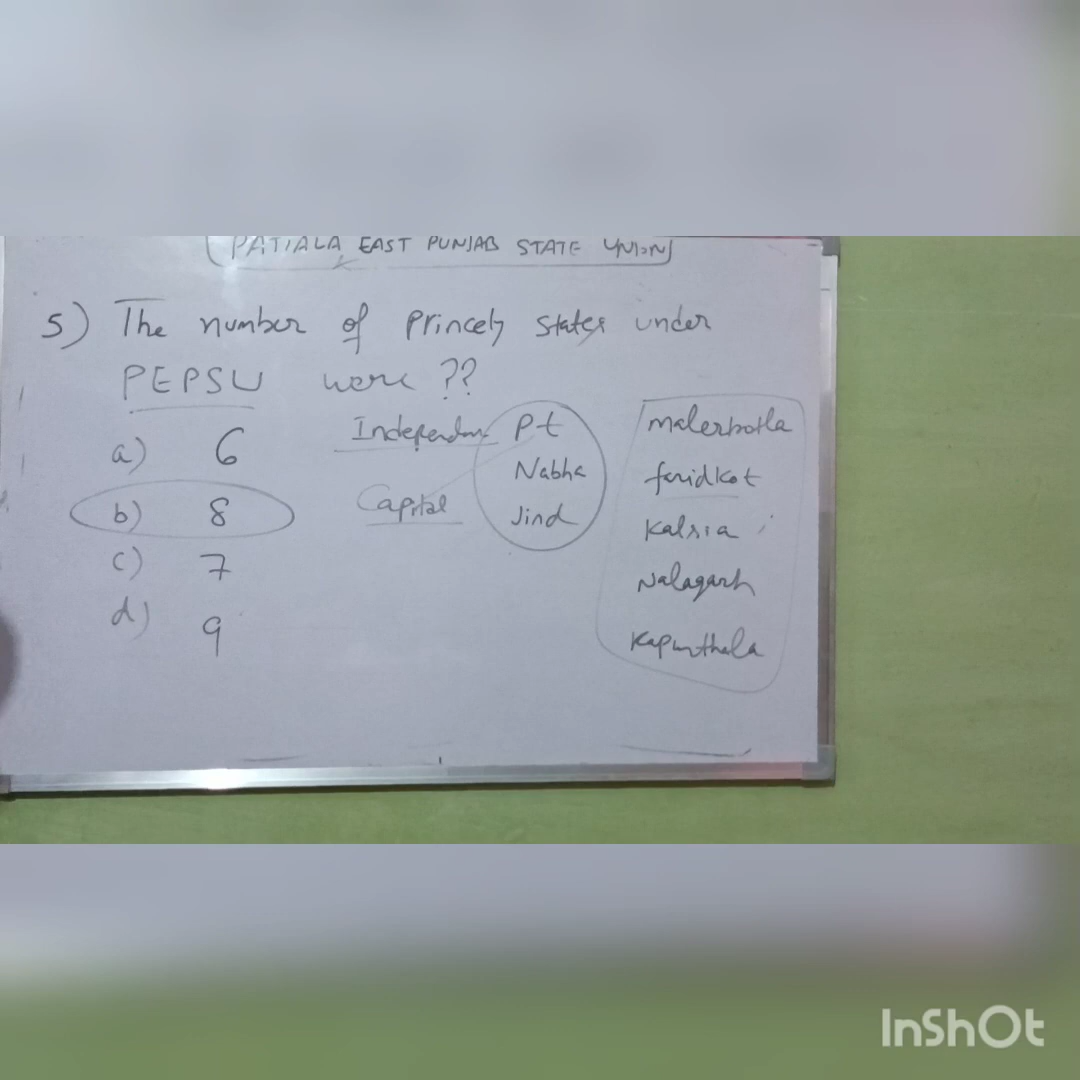 PATIALA, EAST PUNJAB STATE UNION
5) The number of Princely states under
PEPSU were ??
a) 6
b) 8
c) 7
d) 9
Independen
Capital
Pt
Nabha
Jind
malerkotla
faridkot
Kalsia
Nalagarh
Kapurthala
InShOt